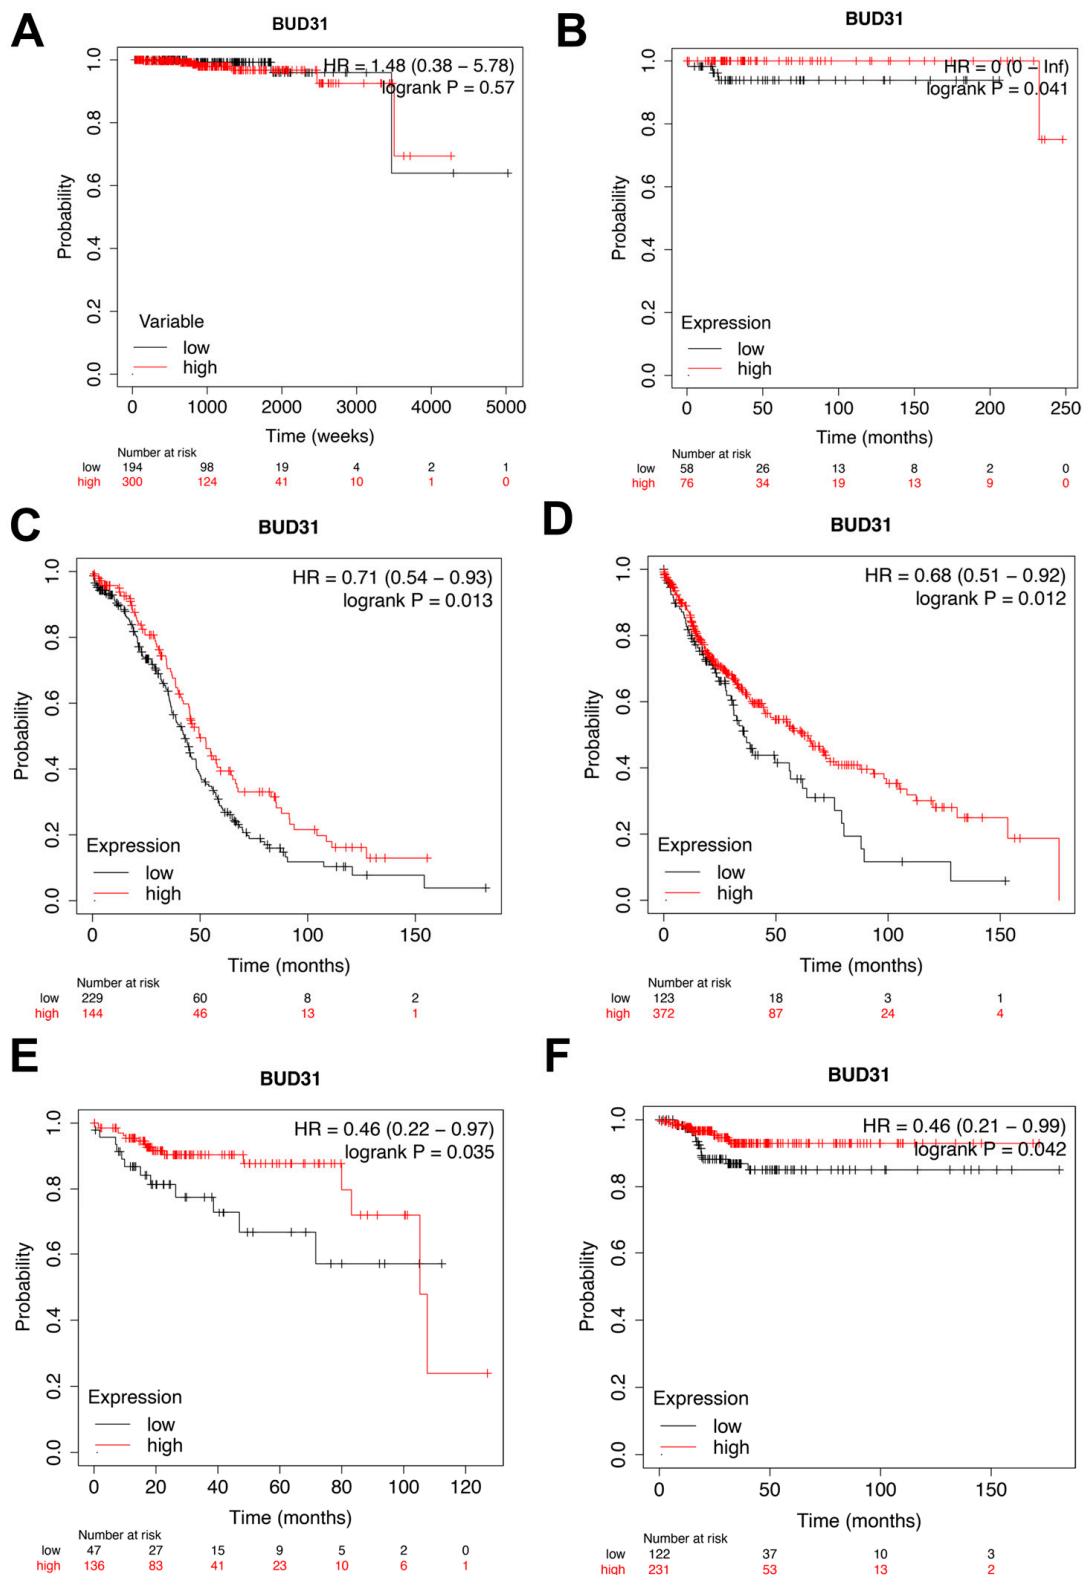 A
BUD31
HR = 1.48 (0.38 − 5.78)
logrank P = 0.57
Probability
0.0 0.2 0.4 0.6 0.8 1.0
Variable
low
high
0 1000 2000 3000 4000 5000
Time (weeks)
Number at risk
low 194 98 19 4 2 1
high 300 124 41 10 1 0
B
BUD31
HR = 0 (0 − Inf)
logrank P = 0.041
Probability
0.0 0.2 0.4 0.6 0.8 1.0
Expression
low
high
0 50 100 150 200 250
Time (months)
Number at risk
low 58 26 13 8 2 0
high 76 34 19 13 9 0
C
BUD31
HR = 0.71 (0.54 − 0.93)
logrank P = 0.013
Probability
0.0 0.2 0.4 0.6 0.8 1.0
Expression
low
high
0 50 100 150
Time (months)
Number at risk
low 229 60 8 2
high 144 46 13 1
D
BUD31
HR = 0.68 (0.51 − 0.92)
logrank P = 0.012
Probability
0.0 0.2 0.4 0.6 0.8 1.0
Expression
low
high
0 50 100 150
Time (months)
Number at risk
low 123 18 3 1
high 372 87 24 4
E
BUD31
HR = 0.46 (0.22 − 0.97)
logrank P = 0.035
Probability
0.0 0.2 0.4 0.6 0.8 1.0
Expression
low
high
0 20 40 60 80 100 120
Time (months)
Number at risk
low 47 27 15 9 5 2 0
high 136 83 41 23 10 6 1
F
BUD31
HR = 0.46 (0.21 − 0.99)
logrank P = 0.042
Probability
0.0 0.2 0.4 0.6 0.8 1.0
Expression
low
high
0 50 100 150
Time (months)
Number at risk
low 122 37 10 3
high 231 53 13 2